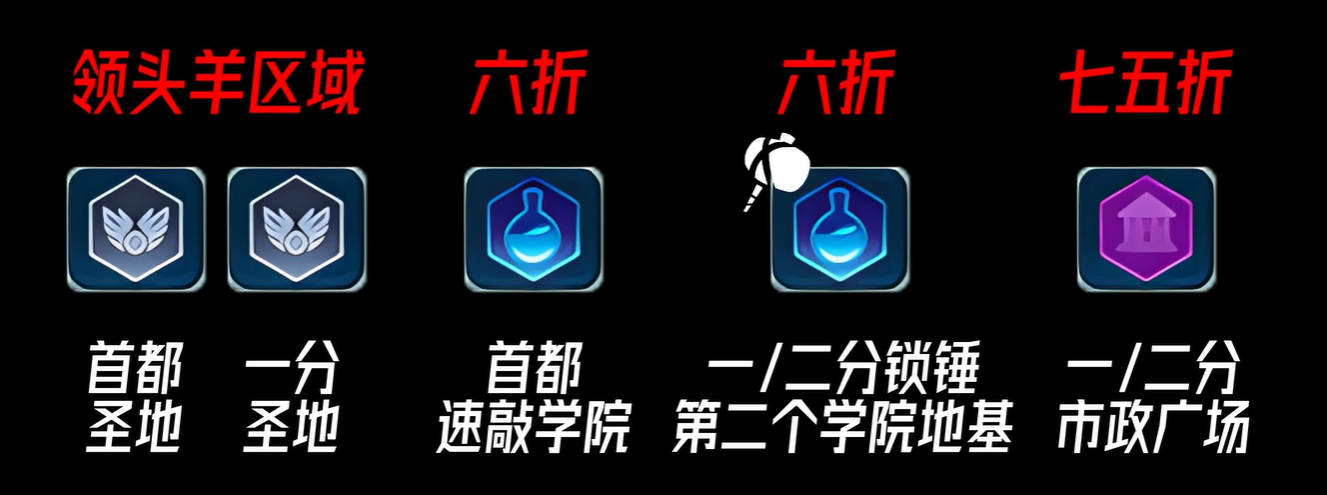 领头羊区域
六折
六折
七五折
首都
圣地
一分
圣地
首都
速敲学院
一/二分锁锤
第二个学院地基
一/二分
市政广场